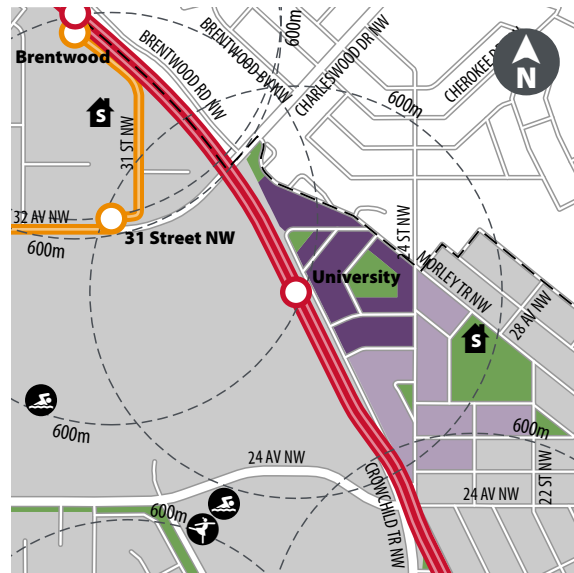 BRENTWOOD RD NW
BRENTWOOD BV NW
600m
CHARLESWOOD DR NW
CHEROKEE D
N
Brentwood
600m
S
31 ST NW
32 AV NW
600m
31 Street NW
24 ST NW
University
MORLEY TR NW
28 AV NW
S
600m
600m
24 AV NW
CROWCHILD TR NW
24 AV NW
22 ST NW
600m